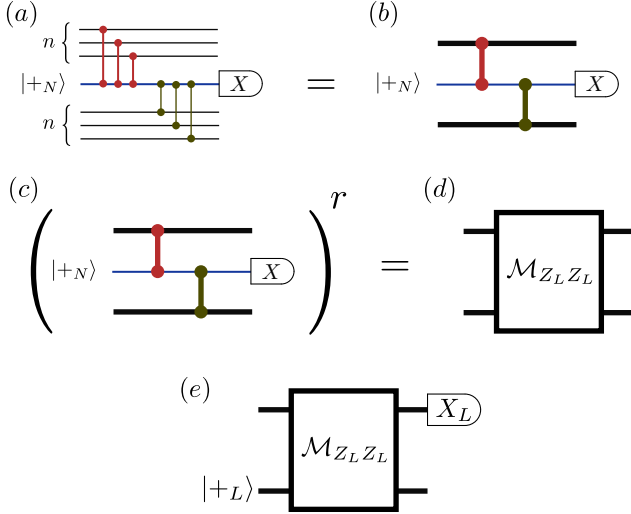 (a)
n
|+_N⟩ X
n
=
(b)
|+_N⟩ X
(c)
( |+_N⟩ X )^r
=
(d)
M_{Z_L Z_L}
(e)
M_{Z_L Z_L} X_L
|+_L⟩